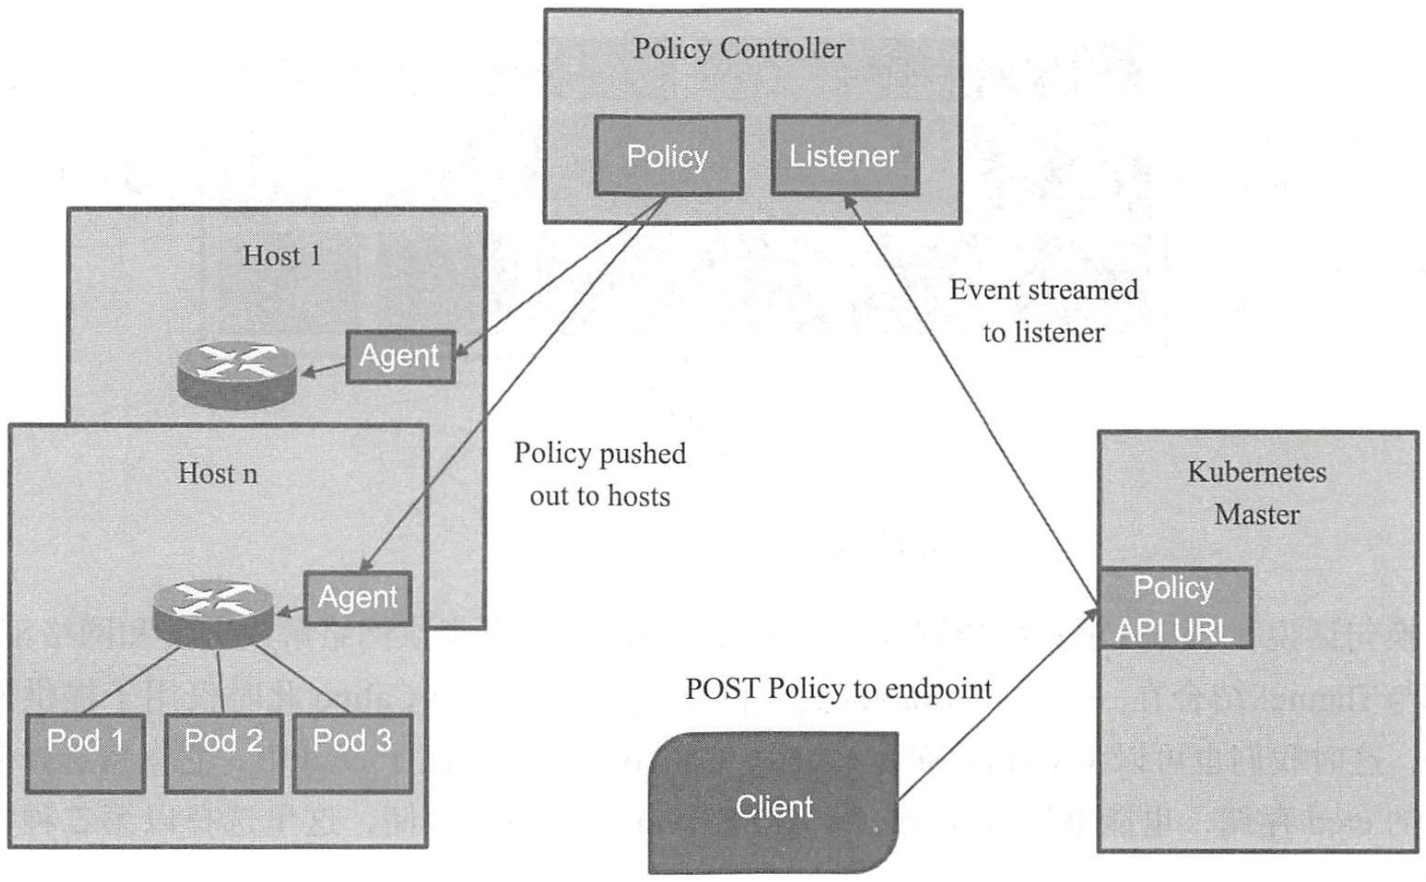 Policy Controller
Policy
Listener
Host 1
Agent
Event streamed
to listener
Policy pushed
out to hosts
Host n
Agent
Kubernetes
Master
Policy
API URL
POST Policy to endpoint
Pod 1
Pod 2
Pod 3
Client